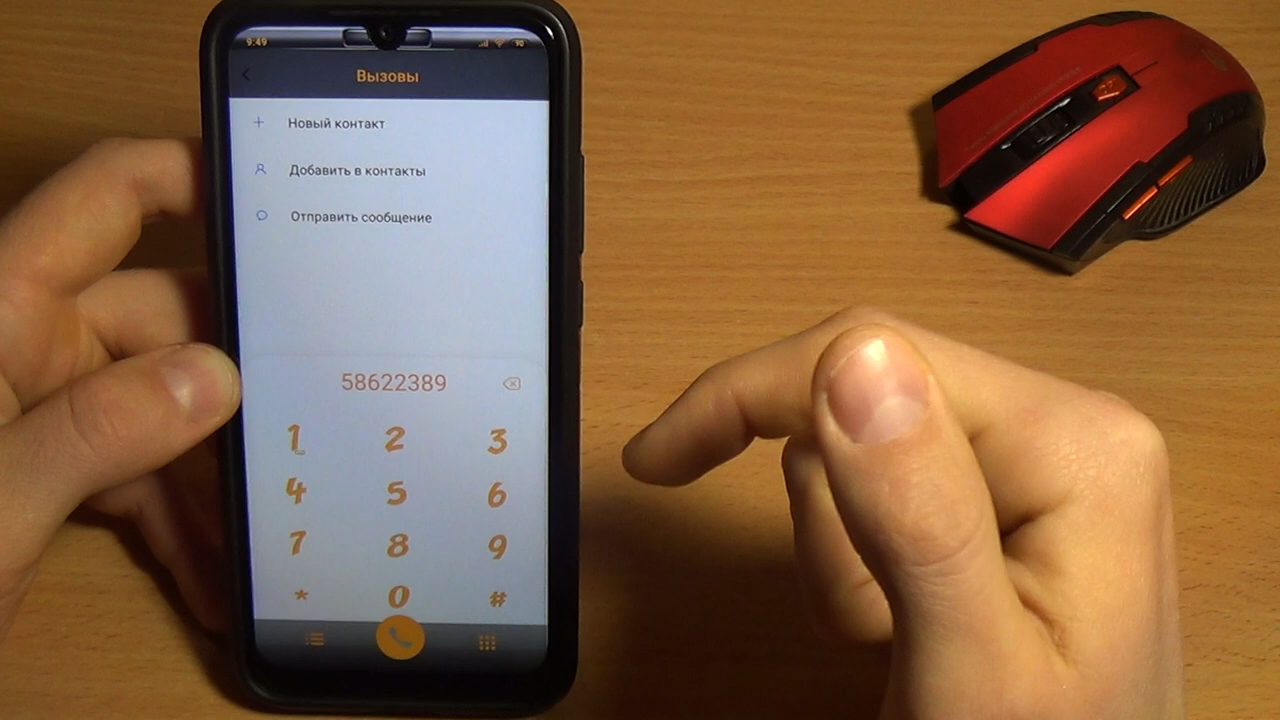 9:49
Вызовы
Новый контакт
Добавить в контакты
Отправить сообщение
58622389
1 2 3
4 5 6
7 8 9
* 0 #